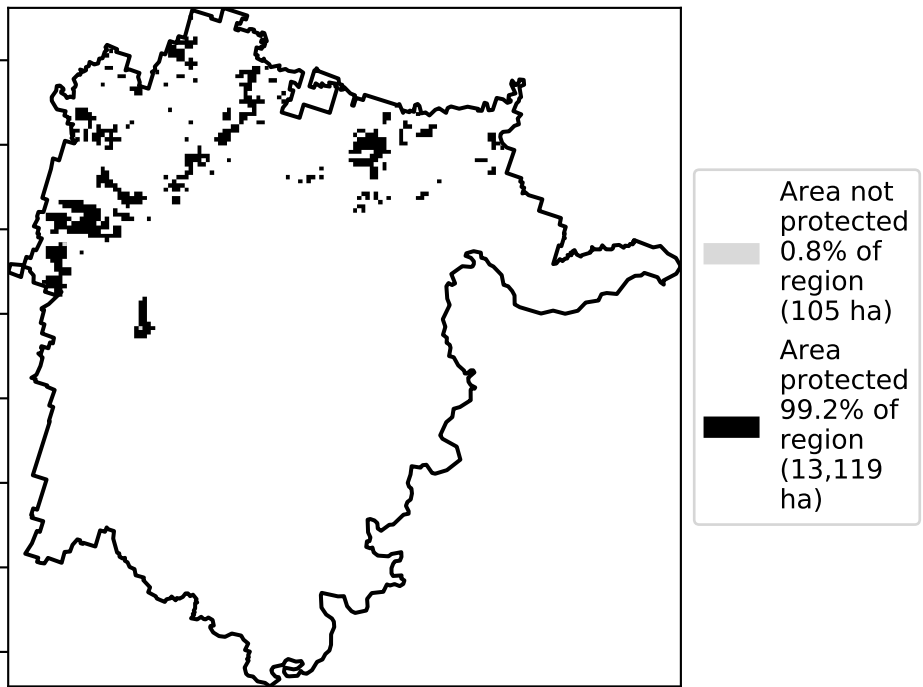 Area not
protected
0.8% of
region
(105 ha)
Area
protected
99.2% of
region
(13,119
ha)